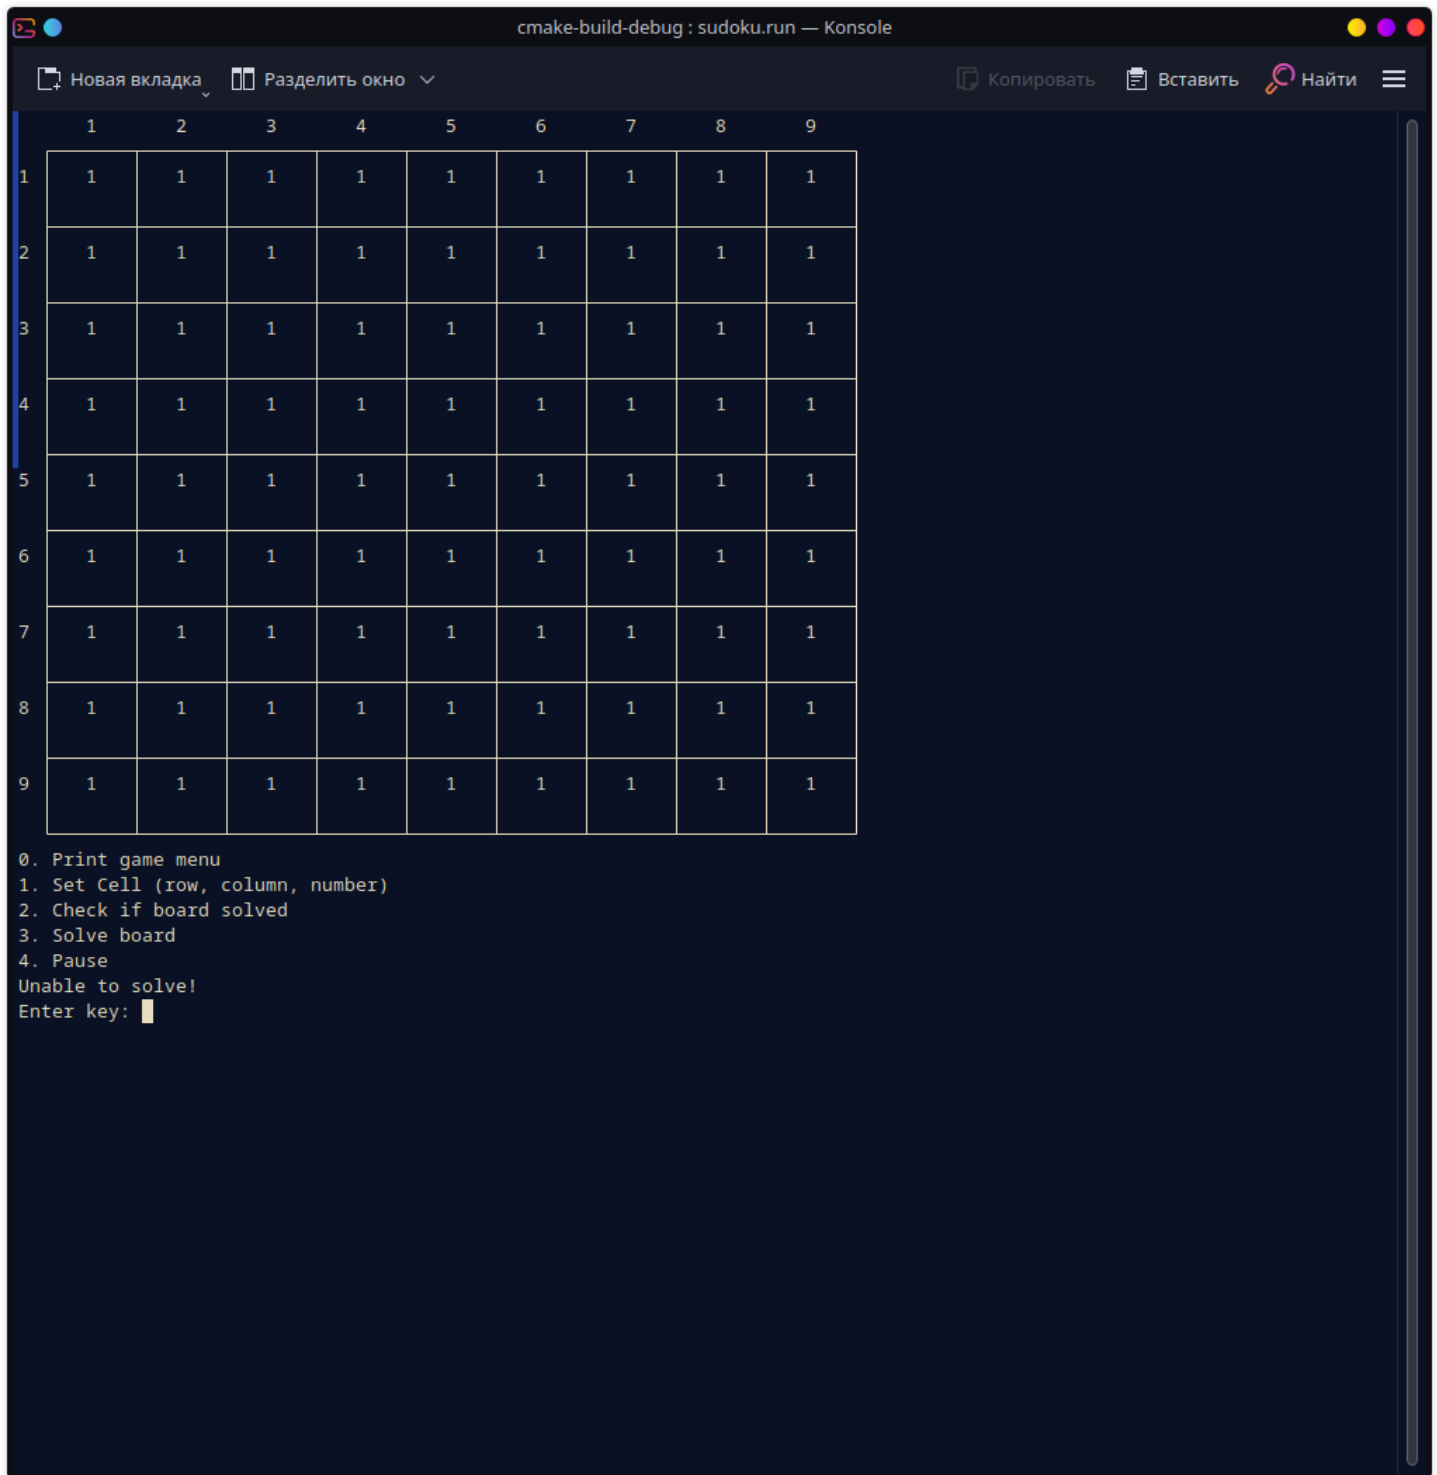 cmake-build-debug : sudoku.run — Konsole
Новая вкладка Разделить окно Копировать Вставить Найти
1 2 3 4 5 6 7 8 9
1 1 1 1 1 1 1 1 1 1
2 1 1 1 1 1 1 1 1 1
3 1 1 1 1 1 1 1 1 1
4 1 1 1 1 1 1 1 1 1
5 1 1 1 1 1 1 1 1 1
6 1 1 1 1 1 1 1 1 1
7 1 1 1 1 1 1 1 1 1
8 1 1 1 1 1 1 1 1 1
9 1 1 1 1 1 1 1 1 1
0. Print game menu
1. Set Cell (row, column, number)
2. Check if board solved
3. Solve board
4. Pause
Unable to solve!
Enter key: